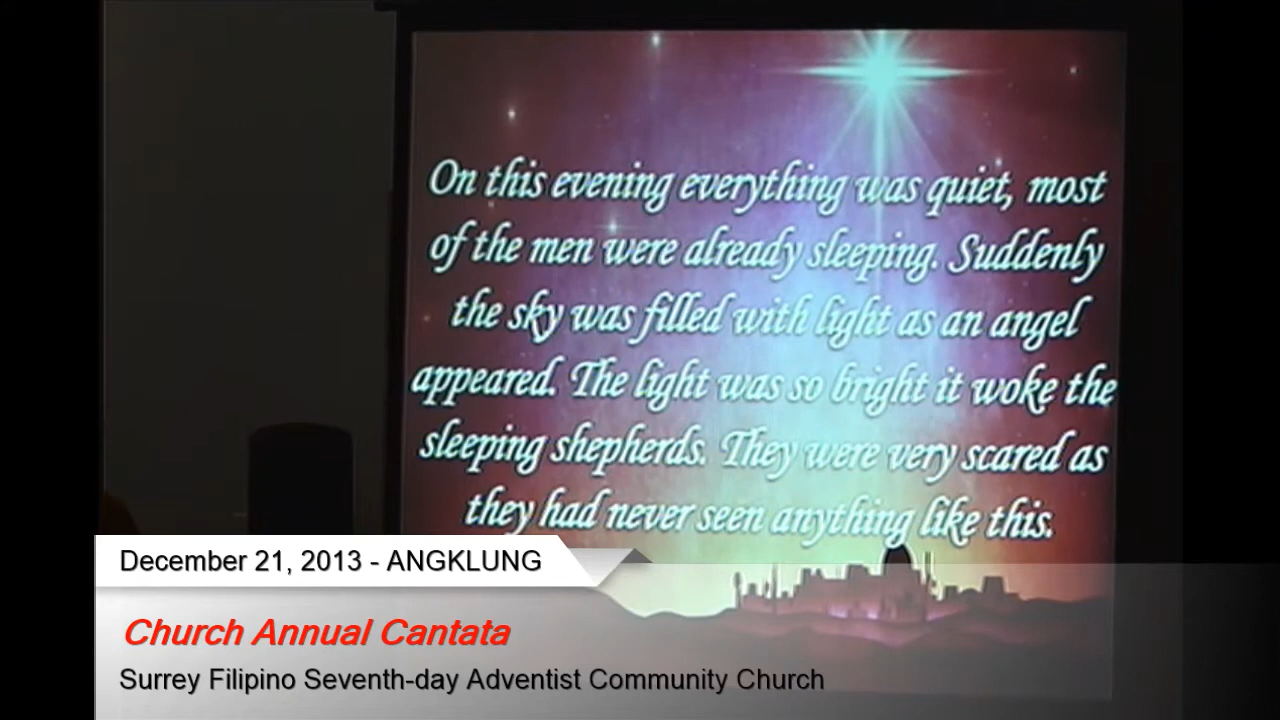 On this evening everything was quiet, most
of the men were already sleeping. Suddenly
the sky was filled with light as an angel
appeared. The light was so bright it woke the
sleeping shepherds. They were very scared as
they had never seen anything like this.
December 21, 2013 - ANGKLUNG
Church Annual Cantata
Surrey Filipino Seventh-day Adventist Community Church